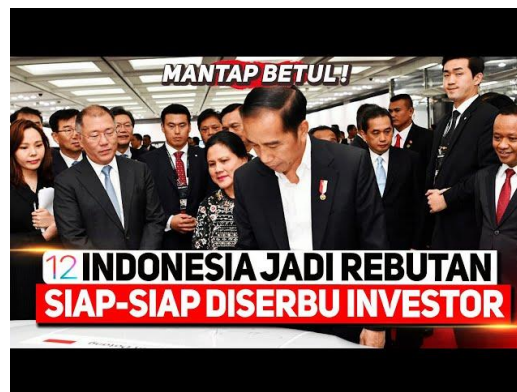 MANTAP BETUL!
12 INDONESIA JADI REBUTAN
SIAP-SIAP DISERBU INVESTOR